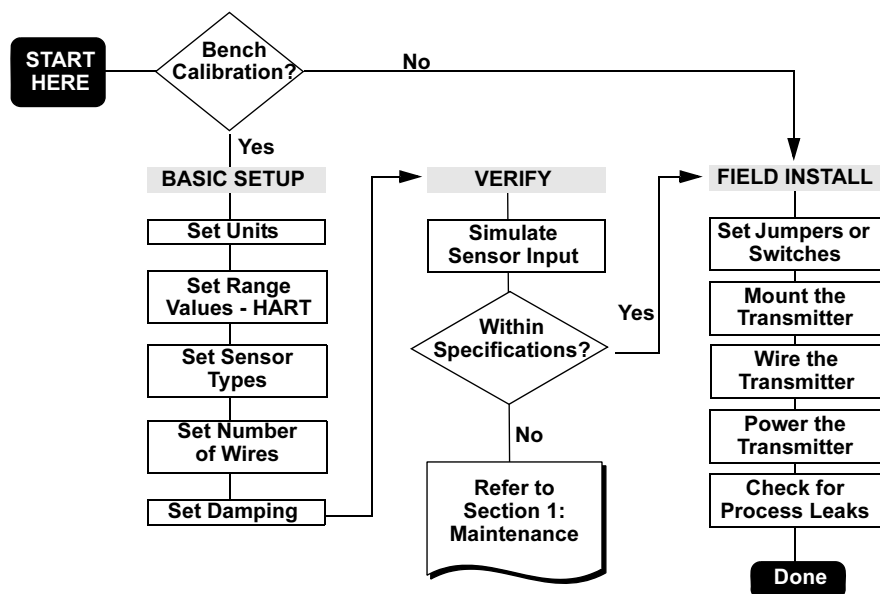 START
HERE
Bench
Calibration?
No
Yes
BASIC SETUP
Set Units
Set Range
Values - HART
Set Sensor
Types
Set Number
of Wires
Set Damping
VERIFY
Simulate
Sensor Input
Within
Specifications?
Yes
No
Refer to
Section 1:
Maintenance
FIELD INSTALL
Set Jumpers or
Switches
Mount the
Transmitter
Wire the
Transmitter
Power the
Transmitter
Check for
Process Leaks
Done